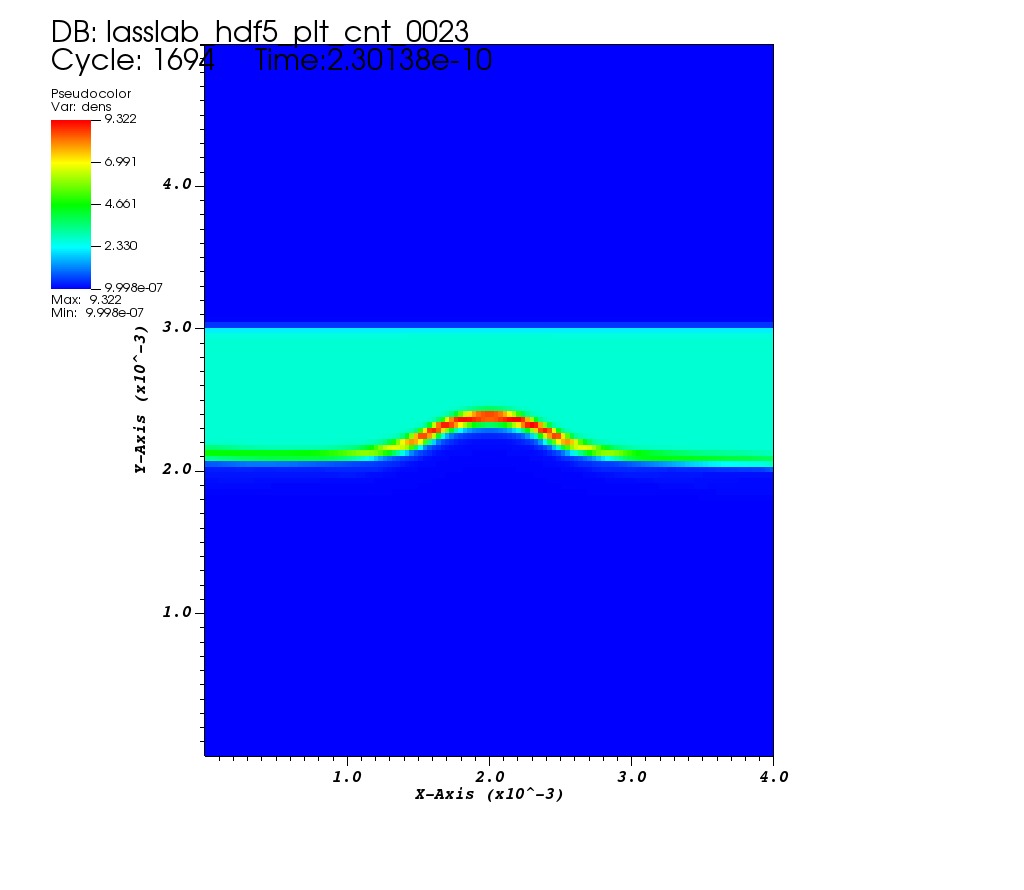 DB: lasslab_hdf5_plt_cnt_0023
Cycle: 1694 Time:2.30138e-10
Pseudocolor
Var: dens
9.322
6.991
4.661
2.330
9.998e-07
Max: 9.322
Min: 9.998e-07
4.0
3.0
2.0
1.0
Y-Axis (x10^-3)
1.0 2.0 3.0 4.0
X-Axis (x10^-3)